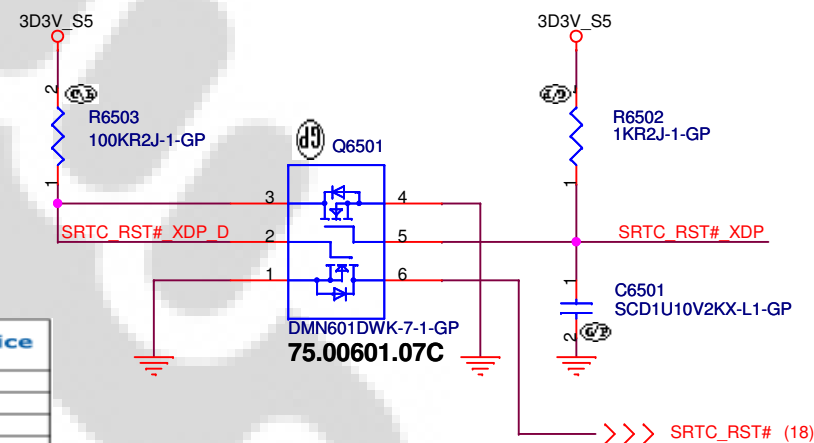 3D3V_S5
3D3V_S5
2
R6503
100KR2J-1-GP
1
R6502
1KR2J-1-GP
1
Q6501
3
4
SRTC_RST#_XDP_D
2
5
SRTC_RST#_XDP
1
6
1
C6501
SCD1U10V2KX-L1-GP
2
DMN601DWK-7-1-GP
75.00601.07C
ice
SRTC_RST# (18)